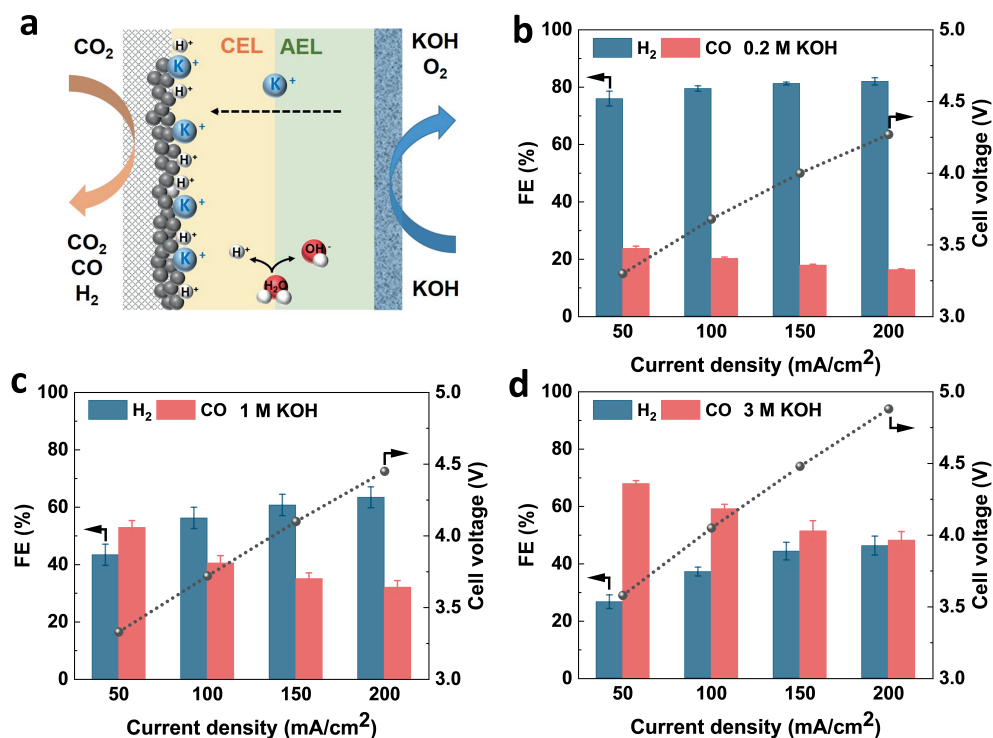 a
CO₂
H⁺
CEL
AEL
KOH
O₂
K⁺
H⁺
K⁺
K⁺
H⁺
H⁺
K⁺
H⁺
K⁺
H⁺
H⁺
OH⁻
H₂O
CO₂
CO
H₂
KOH
b
H₂ CO 0.2 M KOH
100
80
60
40
20
0
FE (%)
5.0
4.5
4.0
3.5
3.0
Cell voltage (V)
50 100 150 200
Current density (mA/cm²)
c
H₂ CO 1 M KOH
100
80
60
40
20
0
FE (%)
5.0
4.5
4.0
3.5
3.0
Cell voltage (V)
50 100 150 200
Current density (mA/cm²)
d
H₂ CO 3 M KOH
100
80
60
40
20
0
FE (%)
5.0
4.5
4.0
3.5
3.0
Cell voltage (V)
50 100 150 200
Current density (mA/cm²)